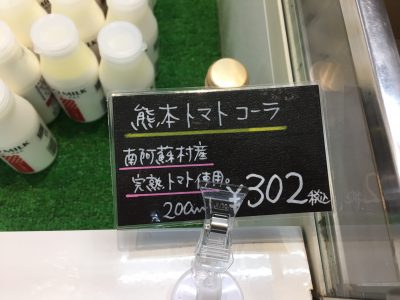 熊本トマトコーラ
南阿蘇村産
完熟トマト使用。
200ml ¥302税込
MILK